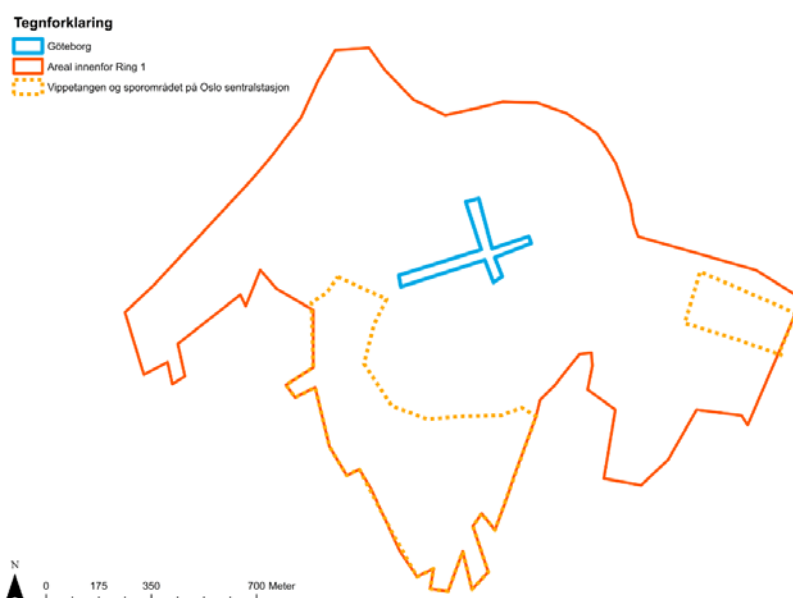 Tegnforklaring
Göteborg
Areal innenfor Ring 1
Vippetangen og sporområdet på Oslo sentralstasjon
N
0 175 350 700 Meter